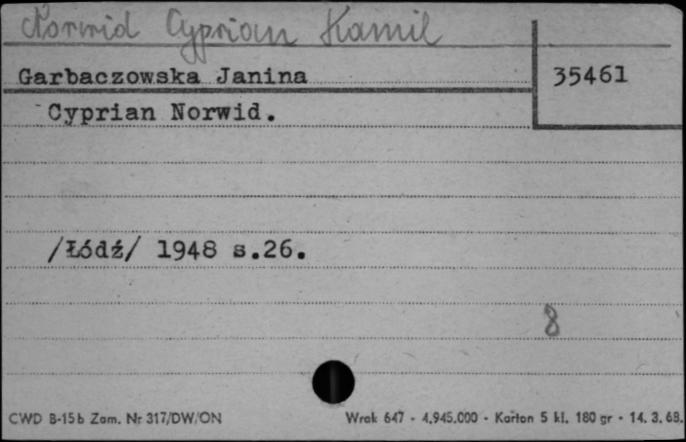 Norwid Cyprian Kamil
Garbaczowska Janina
35461
Cyprian Norwid.
/Łódź/ 1948 s.26.
8
CWD B-15b Zam. Nr 317/DW/ON
Wrak 647 - 4.945.000 - Karton 5 kl. 180 gr - 14. 3. 68.